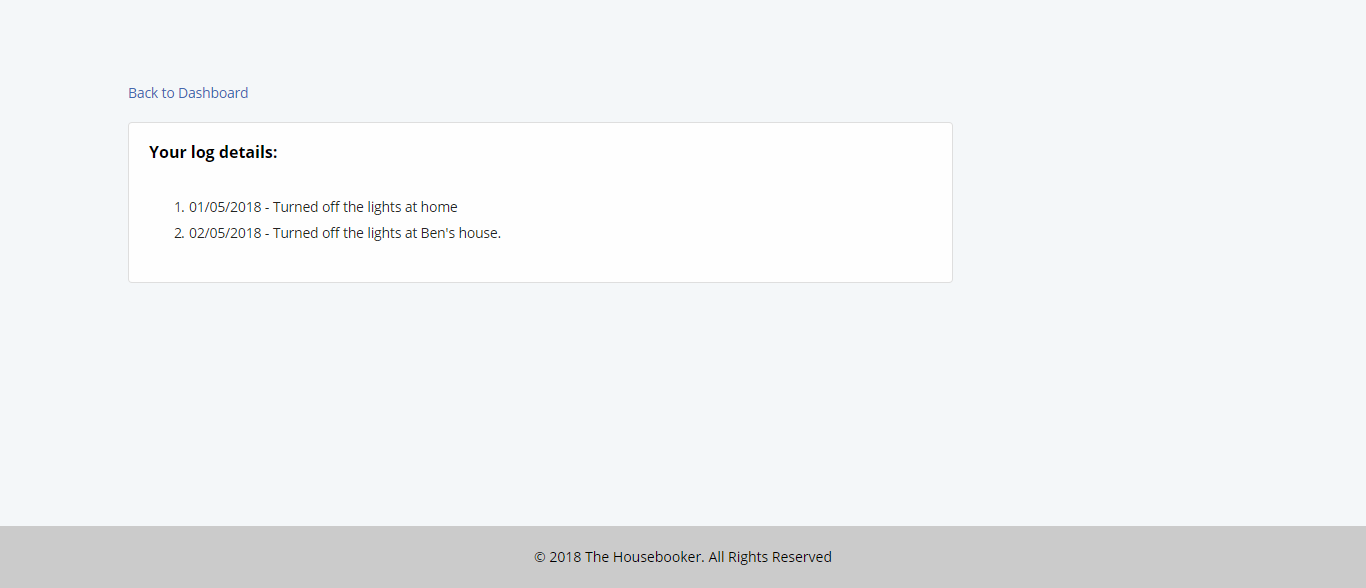 Back to Dashboard
Your log details:
1. 01/05/2018 - Turned off the lights at home
2. 02/05/2018 - Turned off the lights at Ben's house.
© 2018 The Housebooker. All Rights Reserved